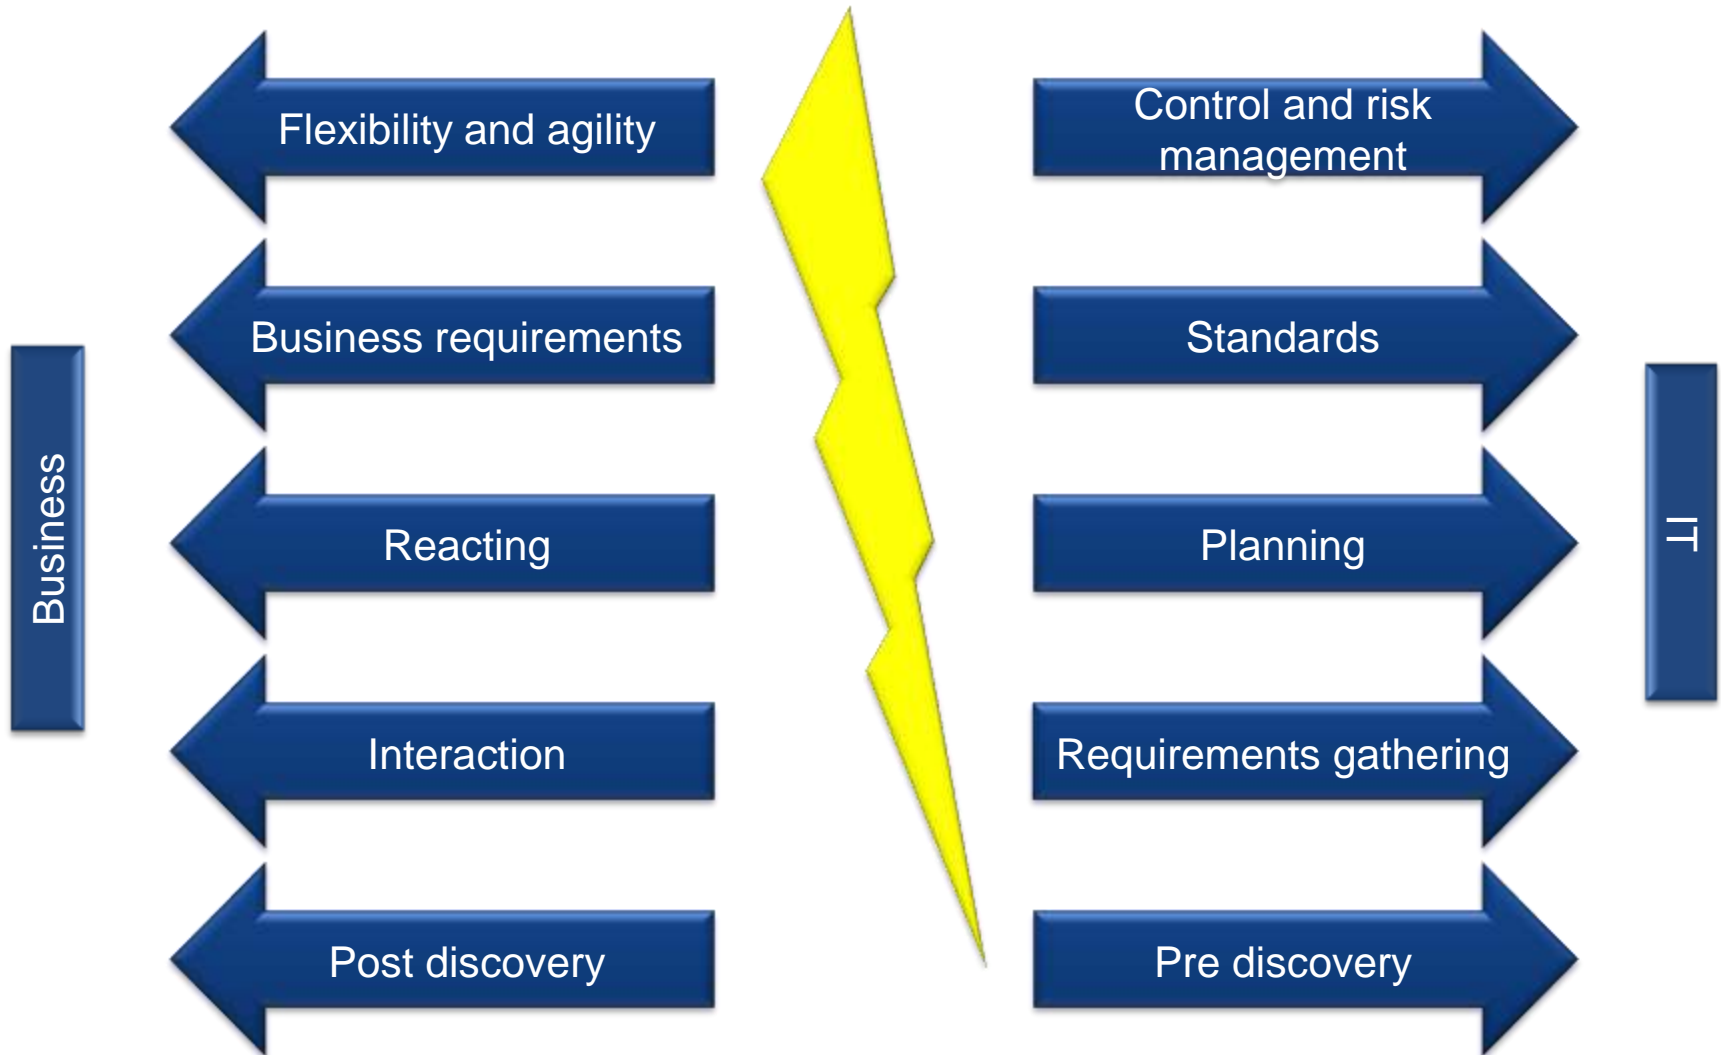 Flexibility and agility
Control and risk
management
Business requirements
Standards
Business
Reacting
Planning
IT
Interaction
Requirements gathering
Post discovery
Pre discovery